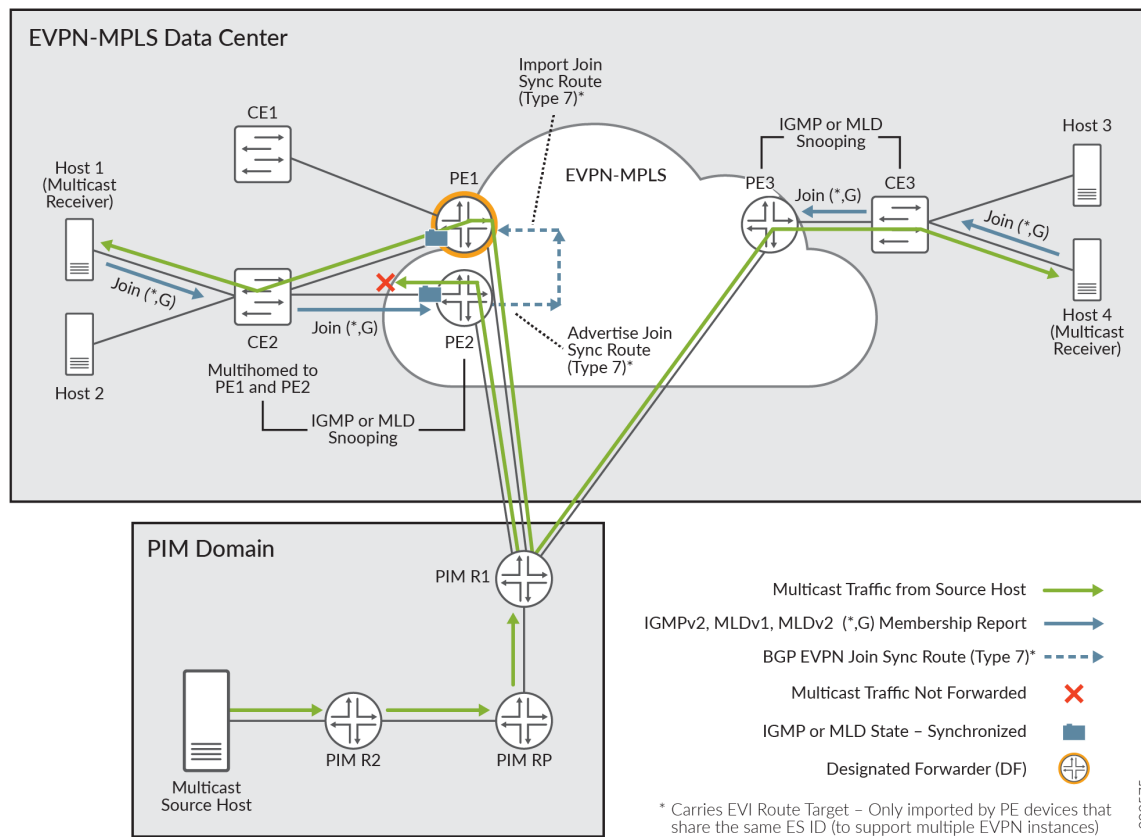 EVPN-MPLS Data Center
Import Join
Sync Route
(Type 7)*
CE1
IGMP or MLD
Snooping
Host 3
Host 1
(Multicast
Receiver)
PE1
EVPN-MPLS
PE3
CE3
Join (*,G)
Join (*,G)
Join (*,G)
Join (*,G)
CE2
PE2
Advertise Join
Sync Route
(Type 7)*
Host 4
(Multicast
Receiver)
Multihomed to
PE1 and PE2
Host 2
IGMP or MLD
Snooping
PIM Domain
PIM R1
Multicast Traffic from Source Host
IGMPv2, MLDv1, MLDv2 (*,G) Membership Report
BGP EVPN Join Sync Route (Type 7)*
Multicast Traffic Not Forwarded
IGMP or MLD State – Synchronized
Designated Forwarder (DF)
PIM R2
PIM RP
Multicast
Source Host
* Carries EVI Route Target – Only imported by PE devices that
share the same ES ID (to support multiple EVPN instances)